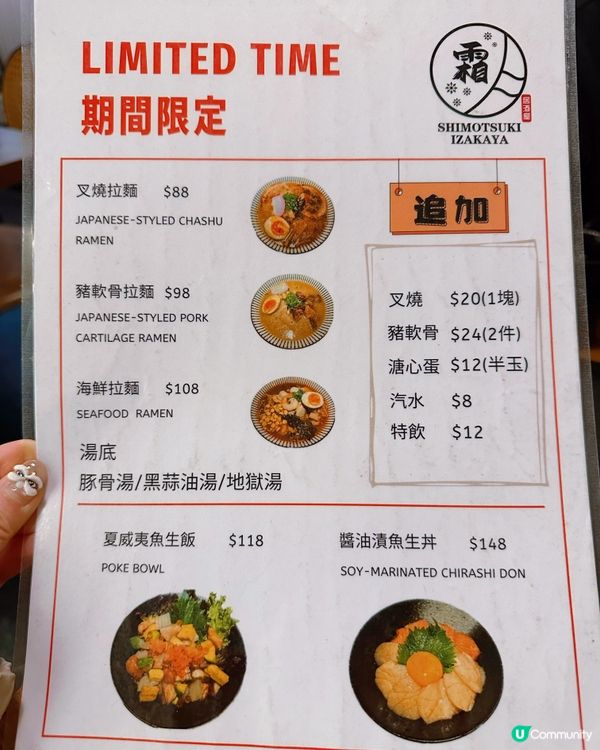 LIMITED TIME
期間限定
霜
居酒屋
SHIMOTSUKI
IZAKAYA
叉燒拉麵 $88
JAPANESE-STYLED CHASHU
RAMEN
豬軟骨拉麵 $98
JAPANESE-STYLED PORK
CARTILAGE RAMEN
海鮮拉麵 $108
SEAFOOD RAMEN
湯底
豚骨湯/黑蒜油湯/地獄湯
追加
叉燒 $20(1塊)
豬軟骨 $24(2件)
溏心蛋 $12(半玉)
汽水 $8
特飲 $12
夏威夷魚生飯 $118
POKE BOWL
醬油漬魚生丼 $148
SOY-MARINATED CHIRASHI DON
U Community